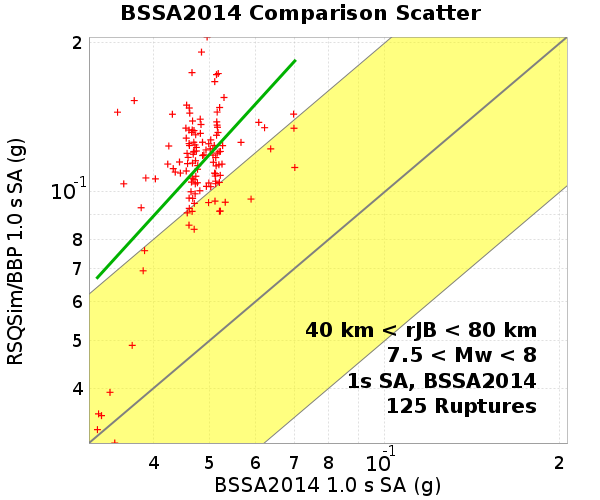 BSSA2014 Comparison Scatter
RSQSim/BBP 1.0 s SA (g)
2
10⁻¹
8
7
6
5
4
40 km < rJB < 80 km
7.5 < Mw < 8
1s SA, BSSA2014
125 Ruptures
4 5 6 7 8 10⁻¹ 2
BSSA2014 1.0 s SA (g)